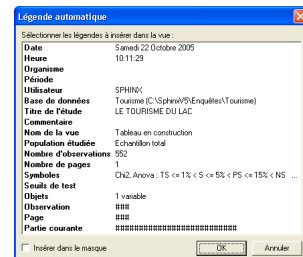 Légende automatique
Sélectionner les légendes à insérer dans la vue :
Date Samedi 22 Octobre 2005
Heure 10:11:29
Organisme
Période
Utilisateur SPHINX
Base de données Tourisme (C:\SphinxV5\Enquêtes\Tourisme)
Titre de l'étude LE TOURISME DU LAC
Commentaire
Nom de la vue Tableau en construction
Population étudiée Echantillon total
Nombre d'observations 552
Nombre de pages 1
Symboles Chi2, Anova : TS <= 1% < S <= 5% < PS <= 15% < NS ...
Seuils de test
Objets 1 variable
Observation ###
Page ###
Partie courante ###########################
Insérer dans le masque OK Annuler